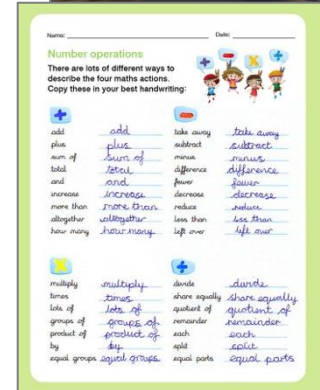 Name:
Date:
Number operations
There are lots of different ways to
describe the four maths actions.
Copy these in your best handwriting:
+ - x ÷
+
add add
plus plus
sum of sum of
total total
and and
increase increase
more than more than
altogether altogether
how many how many
-
take away take away
subtract subtract
minus minus
difference difference
fewer fewer
decrease decrease
reduce reduce
less than less than
left over left over
x
multiply multiply
times times
lots of lots of
groups of groups of
product of product of
by by
equal groups equal groups
÷
divide divide
share equally share equally
quotient of quotient of
remainder remainder
each each
split split
equal parts equal parts